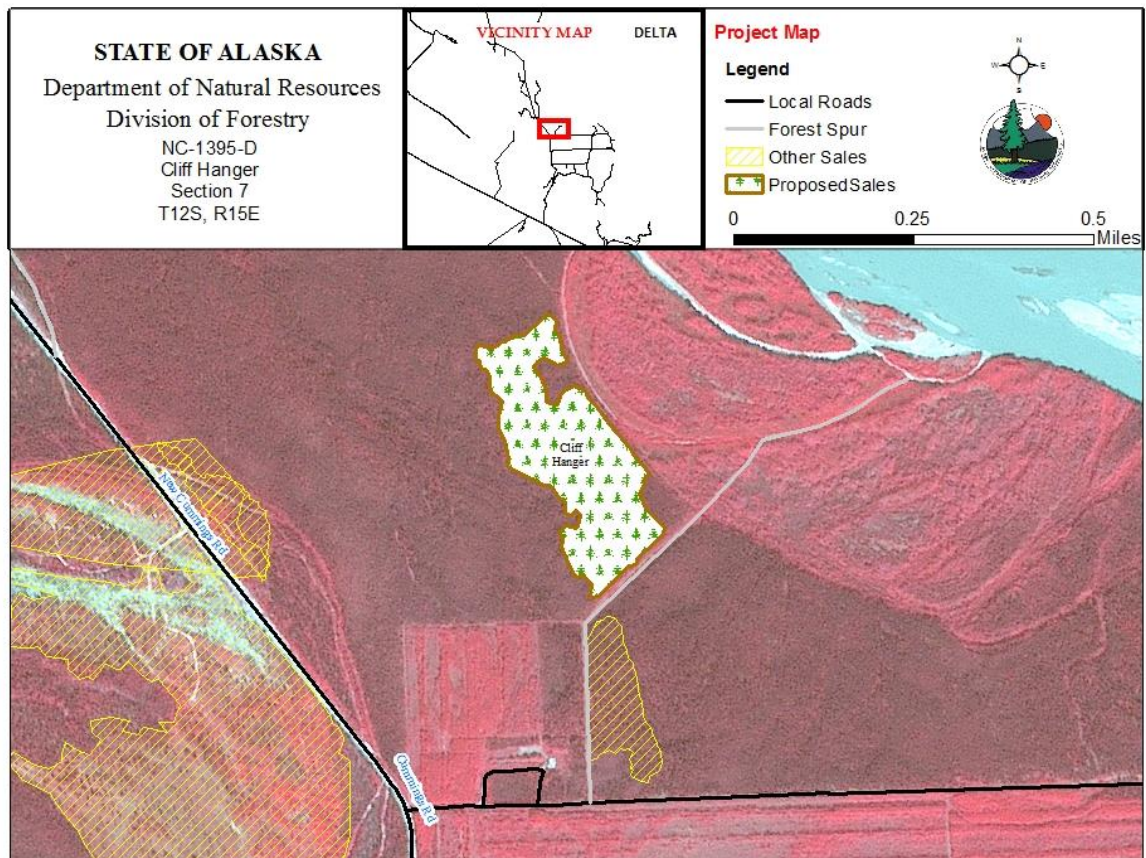 STATE OF ALASKA
Department of Natural Resources
Division of Forestry
NC-1395-D
Cliff Hanger
Section 7
T12S, R15E
VICINITY MAP DELTA
Project Map
Legend
Local Roads
Forest Spur
Other Sales
Proposed Sales
N
W E
S
0 0.25 0.5
Miles
Cliff
Hanger
New Cummings Rd
Cummings Rd